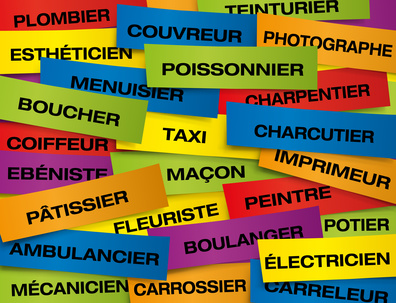 PLOMBIER
TEINTURIER
COUVREUR
PHOTOGRAPHE
ESTHÉTICIEN
POISSONNIER
MENUISIER
CHARPENTIER
BOUCHER
TAXI
CHARCUTIER
COIFFEUR
IMPRIMEUR
EBÉNISTE
MAÇON
PÂTISSIER
PEINTRE
FLEURISTE
POTIER
BOULANGER
AMBULANCIER
ÉLECTRICIEN
MÉCANICIEN
CARROSSIER
CARRELEUR